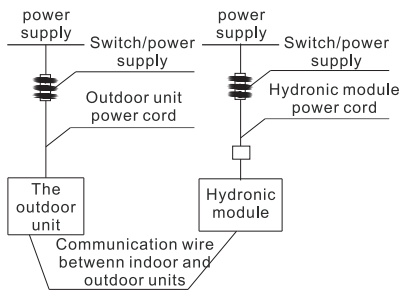 power
supply
power
supply
Switch/power
supply
Switch/power
supply
Outdoor unit
power cord
Hydronic module
power cord
The
outdoor
unit
Hydronic
module
Communication wire
betwenn indoor and
outdoor units